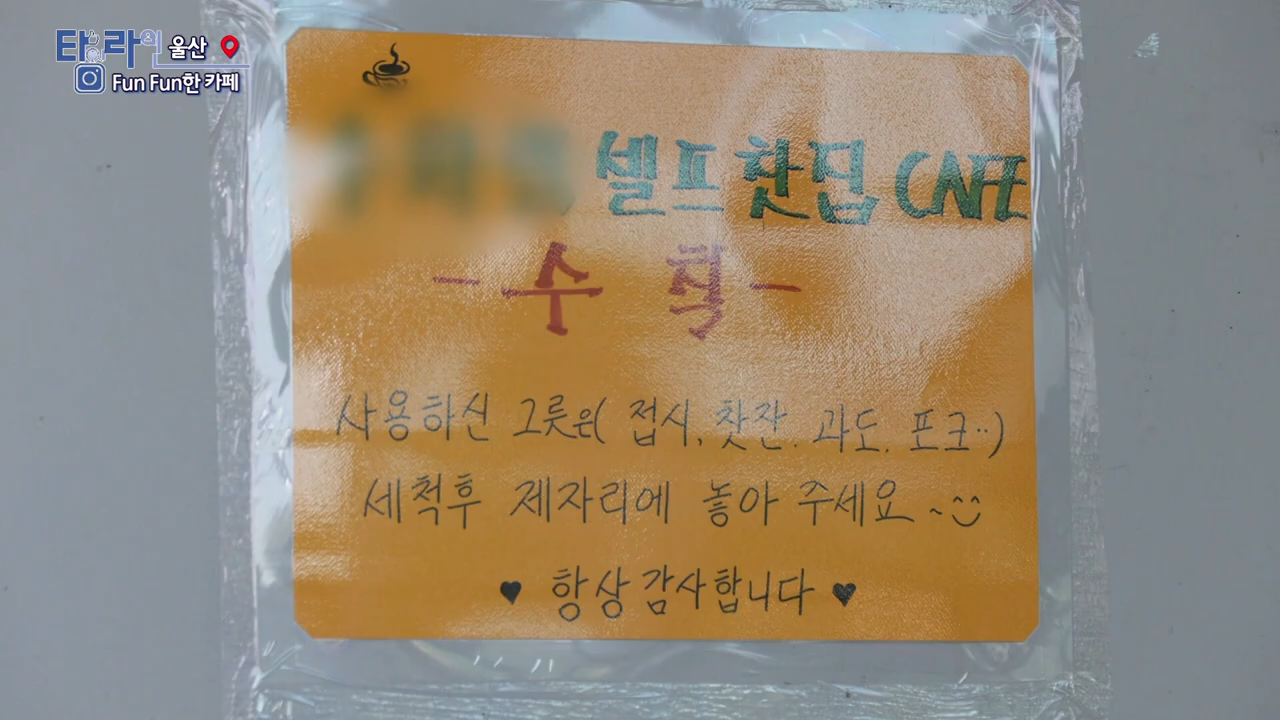 타라의 울산
Fun Fun한 카페
셀프 찻집 CAFE
- 수칙 -
사용하신 그릇은( 접시, 찻잔. 과도. 포크..)
세척후 제자리에 놓아 주세요~^^
♥ 항상 감사합니다 ♥